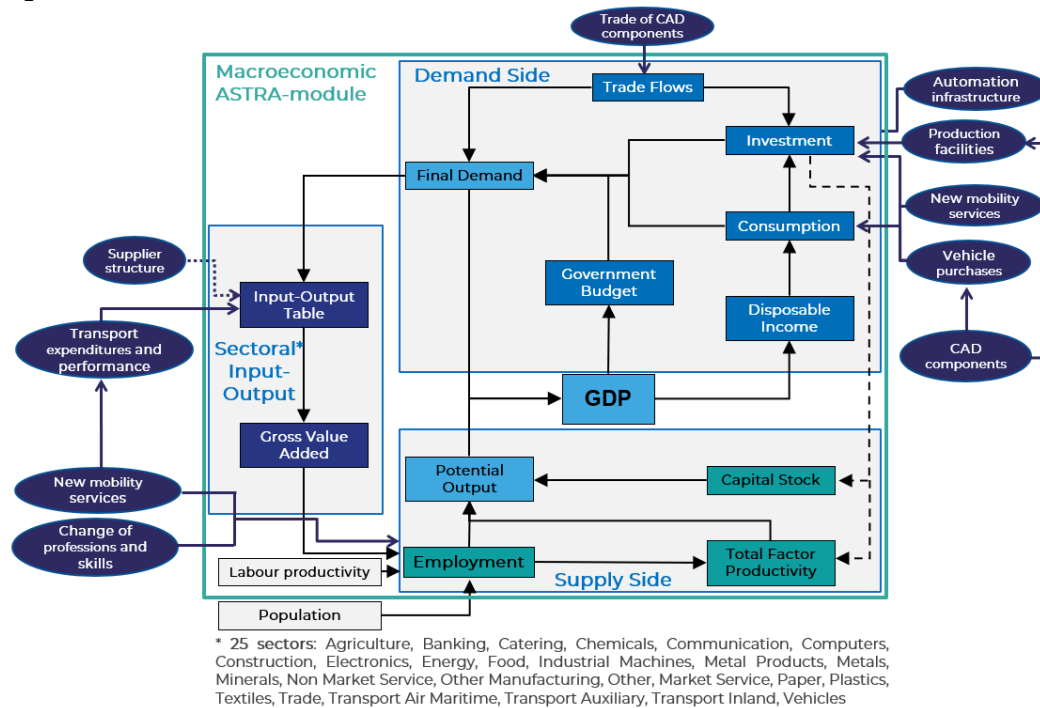 Trade of CAD
components
Macroeconomic
ASTRA-module
Demand Side
Trade Flows
Automation
infrastructure
Investment
Production
facilities
Final Demand
New mobility
services
Consumption
Supplier
structure
Government
Budget
Vehicle
purchases
Input-Output
Table
Disposable
Income
Transport
expenditures and
performance
Sectoral*
Input-
Output
CAD
components
GDP
Gross Value
Added
Potential
Output
Capital Stock
New mobility
services
Change of
professions and
skills
Employment
Total Factor
Productivity
Labour productivity
Supply Side
Population
* 25 sectors: Agriculture, Banking, Catering, Chemicals, Communication, Computers,
Construction, Electronics, Energy, Food, Industrial Machines, Metal Products, Metals,
Minerals, Non Market Service, Other Manufacturing, Other, Market Service, Paper, Plastics,
Textiles, Trade, Transport Air Maritime, Transport Auxiliary, Transport Inland, Vehicles